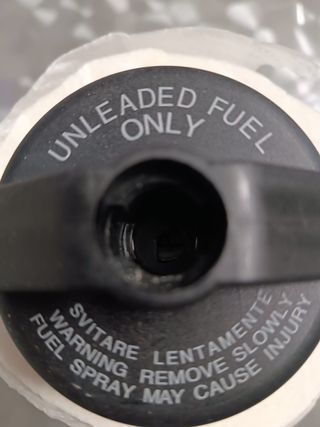 UNLEADED FUEL
ONLY
SVITARE LENTAMENTE
WARNING REMOVE SLOWLY
FUEL SPRAY MAY CAUSE INJURY